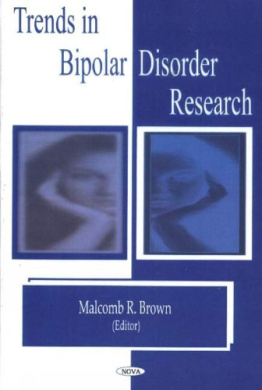 Trends in
Bipolar Disorder
Research
Malcomb R. Brown
(Editor)
NOVA